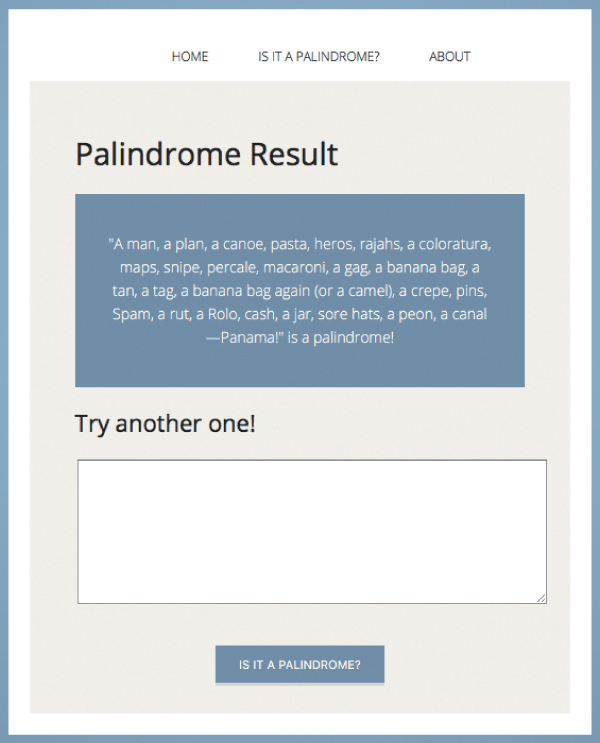 HOME IS IT A PALINDROME? ABOUT
Palindrome Result
"A man, a plan, a canoe, pasta, heros, rajahs, a coloratura,
maps, snipe, percale, macaroni, a gag, a banana bag, a
tan, a tag, a banana bag again (or a camel), a crepe, pins,
Spam, a rut, a Rolo, cash, a jar, sore hats, a peon, a canal
—Panama!" is a palindrome!
Try another one!
IS IT A PALINDROME?